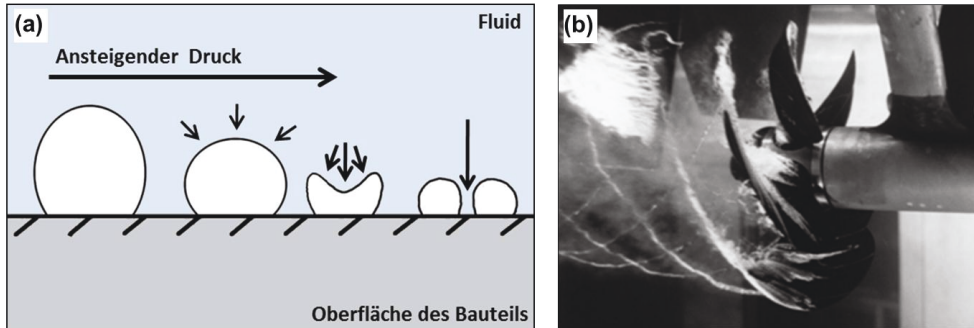 (a)
Fluid
Ansteigender Druck
Oberfläche des Bauteils
(b)